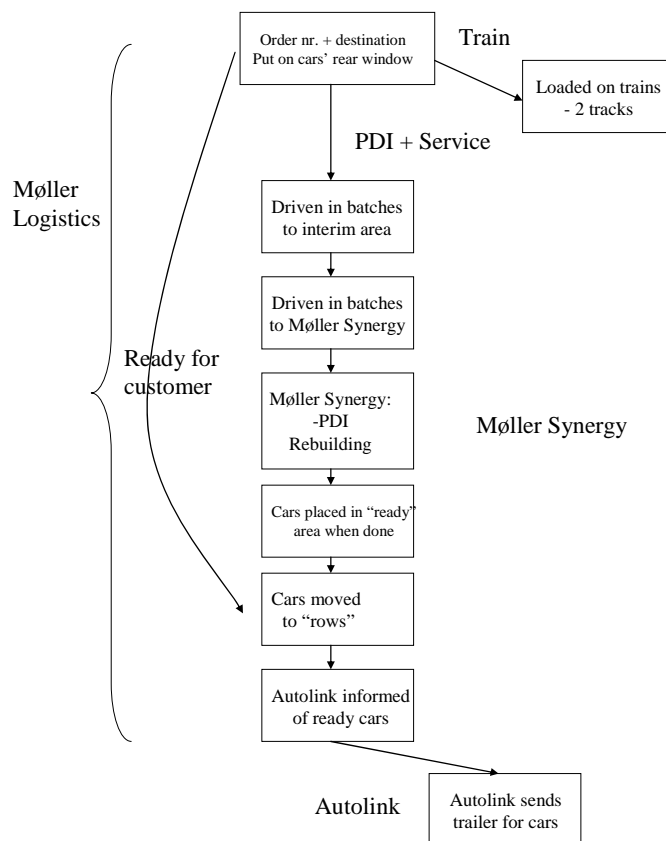 Order nr. + destination
Put on cars’ rear window
Train
Loaded on trains
- 2 tracks
PDI + Service
Møller
Logistics
Driven in batches
to interim area
Driven in batches
to Møller Synergy
Ready for
customer
Møller Synergy:
-PDI
Rebuilding
Møller Synergy
Cars placed in “ready”
area when done
Cars moved
to “rows”
Autolink informed
of ready cars
Autolink
Autolink sends
trailer for cars